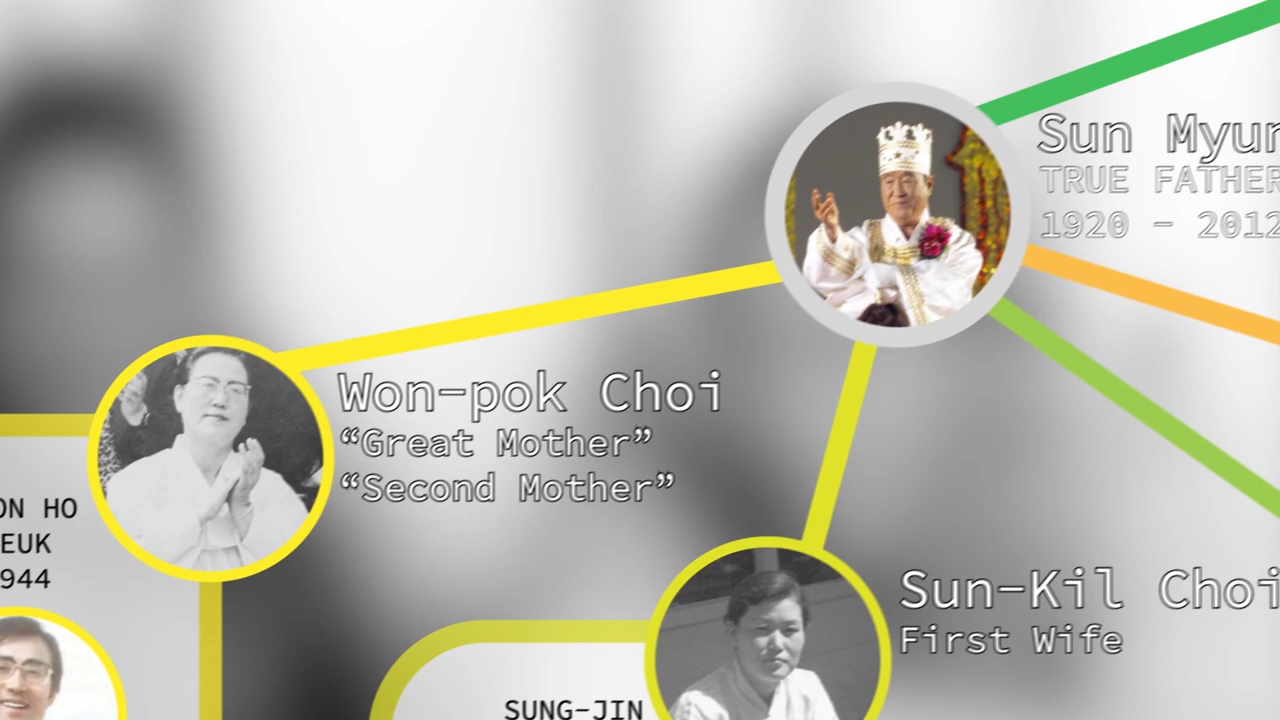 Sun Myun
TRUE FATHER
1920 - 2012
Won-pok Choi
“Great Mother”
“Second Mother”
ON HO
EUK
944
Sun-Kil Choi
First Wife
SUNG-JIN